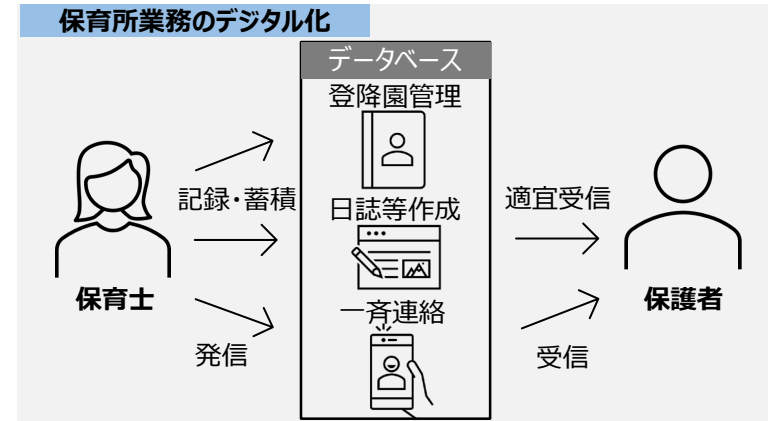 保育所業務のデジタル化
データベース
登降園管理
記録・蓄積
日誌等作成
適宜受信
保育士
一斉連絡
保護者
発信
受信